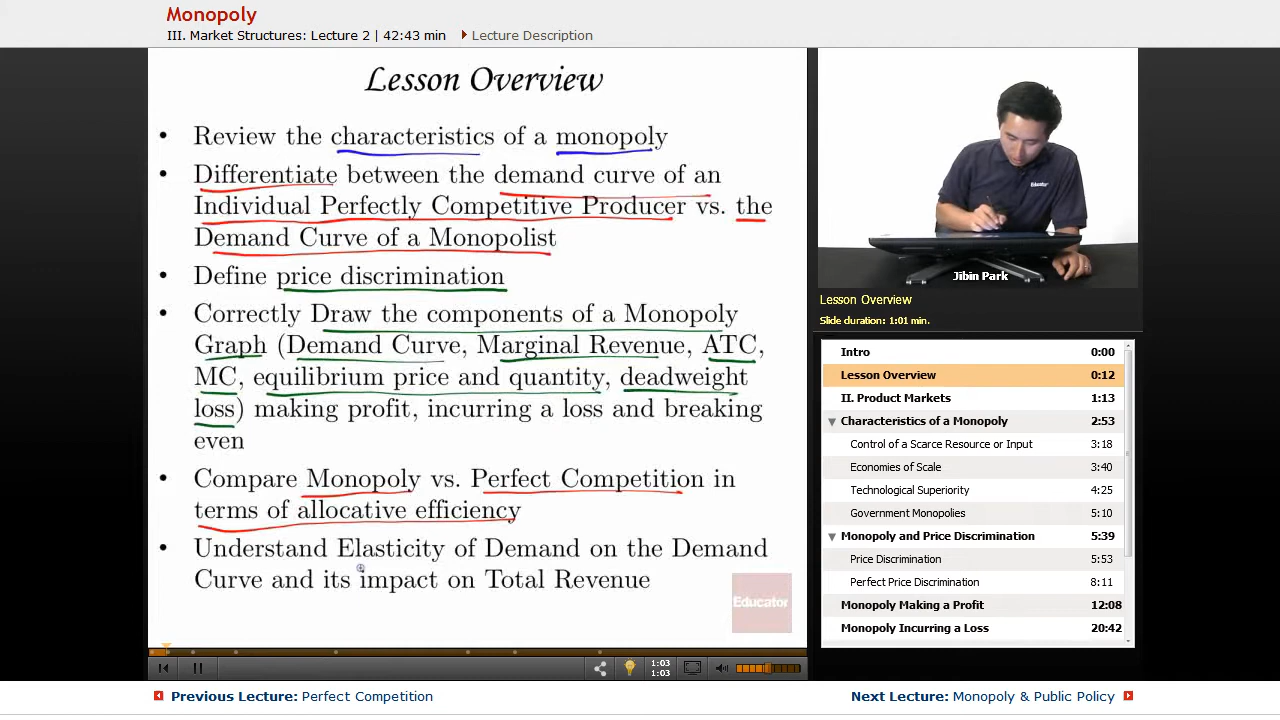 Monopoly
III. Market Structures: Lecture 2 | 42:43 min
Lecture Description
Lesson Overview
• Review the characteristics of a monopoly
• Differentiate between the demand curve of an
Individual Perfectly Competitive Producer vs. the
Demand Curve of a Monopolist
• Define price discrimination
• Correctly Draw the components of a Monopoly
Graph (Demand Curve, Marginal Revenue, ATC,
MC, equilibrium price and quantity, deadweight
loss) making profit, incurring a loss and breaking
even
• Compare Monopoly vs. Perfect Competition in
terms of allocative efficiency
• Understand Elasticity of Demand on the Demand
Curve and its impact on Total Revenue
Educator
Educator
Jibin Park
Lesson Overview
Slide duration: 1:01 min.
Intro 0:00
Lesson Overview 0:12
II. Product Markets 1:13
Characteristics of a Monopoly 2:53
Control of a Scarce Resource or Input 3:18
Economies of Scale 3:40
Technological Superiority 4:25
Government Monopolies 5:10
Monopoly and Price Discrimination 5:39
Price Discrimination 5:53
Perfect Price Discrimination 8:11
Monopoly Making a Profit 12:08
Monopoly Incurring a Loss 20:42
1:03
1:03
Previous Lecture: Perfect Competition
Next Lecture: Monopoly & Public Policy